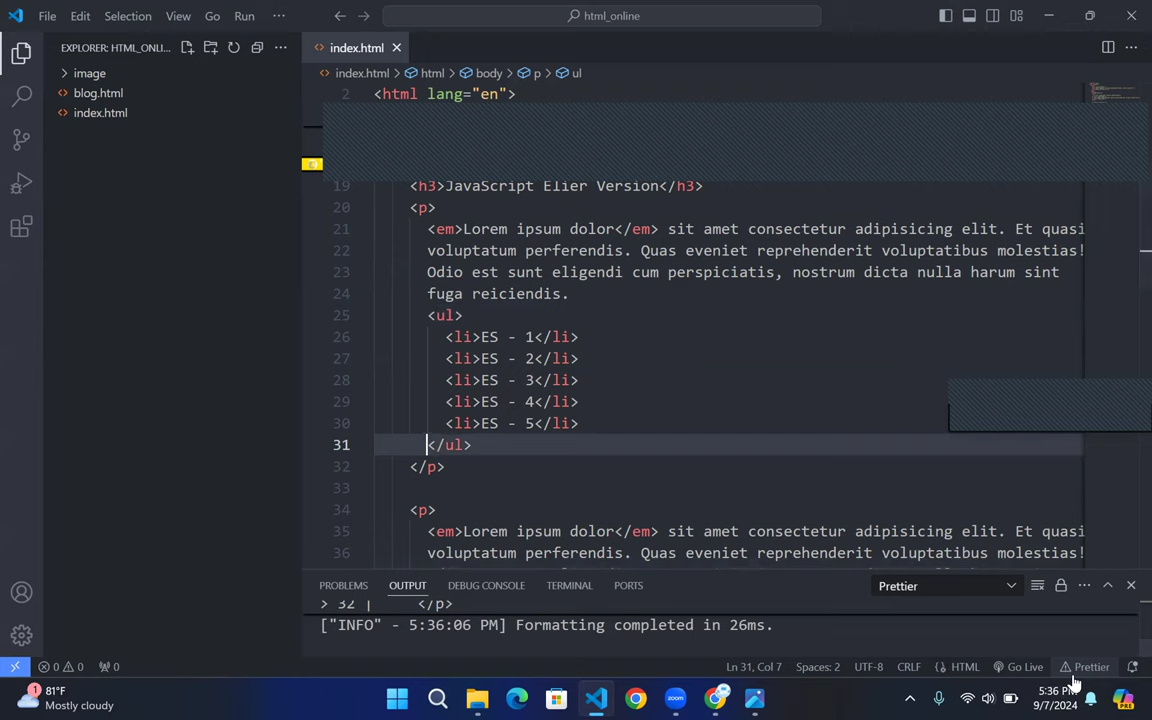 File Edit Selection View Go Run ··· html_online
EXPLORER: HTML_ONLI...
image
blog.html
index.html
index.html
index.html > html > body > p > ul
2 <html lang="en">
19 <h3>JavaScript Elier Version</h3>
20 <p>
21 <em>Lorem ipsum dolor</em> sit amet consectetur adipisicing elit. Et quasi
22 voluptatum perferendis. Quas eveniet reprehenderit voluptatibus molestias!
23 Odio est sunt eligendi cum perspiciatis, nostrum dicta nulla harum sint
24 fuga reiciendis.
25 <ul>
26 <li>ES - 1</li>
27 <li>ES - 2</li>
28 <li>ES - 3</li>
29 <li>ES - 4</li>
30 <li>ES - 5</li>
31 </ul>
32 </p>
33
34 <p>
35 <em>Lorem ipsum dolor</em> sit amet consectetur adipisicing elit. Et quasi
36 voluptatum perferendis. Quas eveniet reprehenderit voluptatibus molestias!
PROBLEMS OUTPUT DEBUG CONSOLE TERMINAL PORTS Prettier
> 32 | </p>
["INFO" - 5:36:06 PM] Formatting completed in 26ms.
0 0 0 Ln 31, Col 7 Spaces: 2 UTF-8 CRLF HTML Go Live Prettier
1 81°F
Mostly cloudy
5:36 PM
9/7/2024
PRE